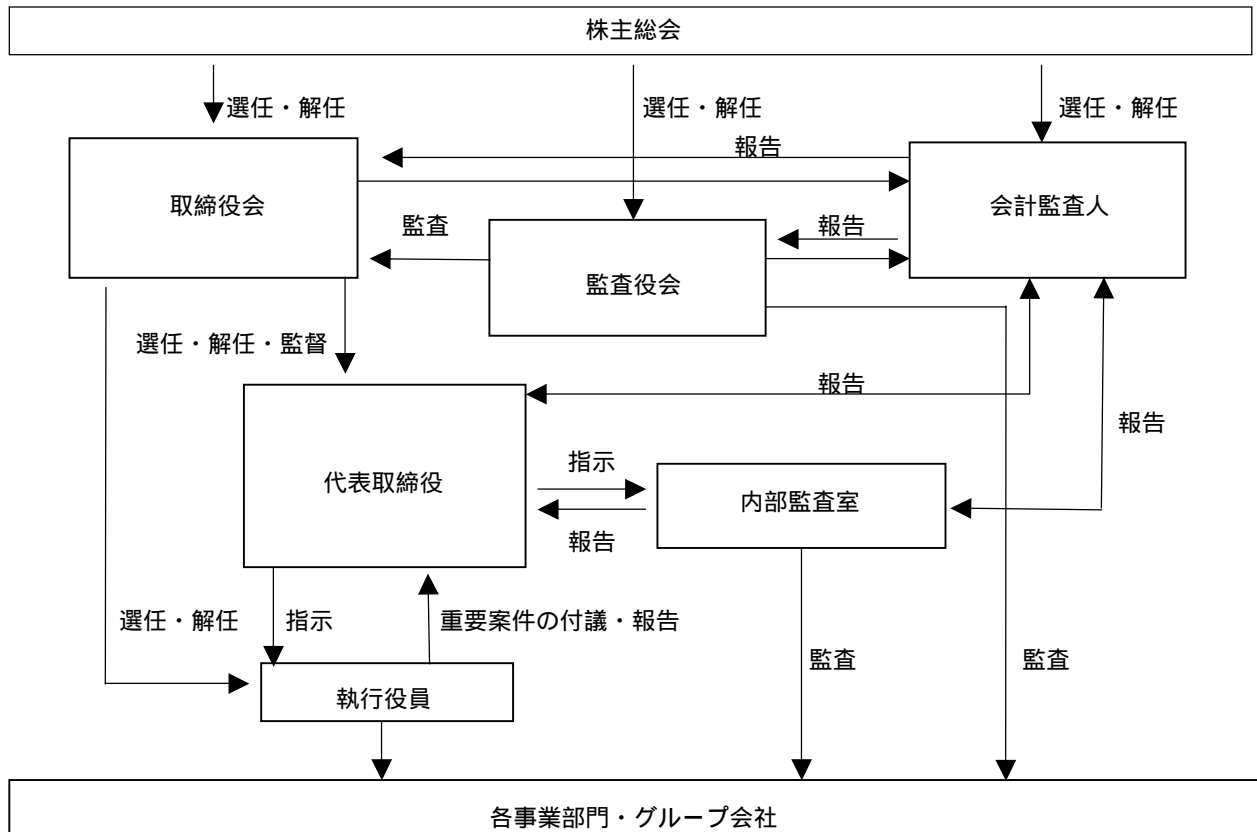 株主総会
選任・解任
選任・解任
選任・解任
報告
取締役会
会計監査人
監査
報告
監査役会
選任・解任・監督
報告
報告
代表取締役
指示
内部監査室
報告
選任・解任
指示
重要案件の付議・報告
監査
監査
執行役員
各事業部門・グループ会社